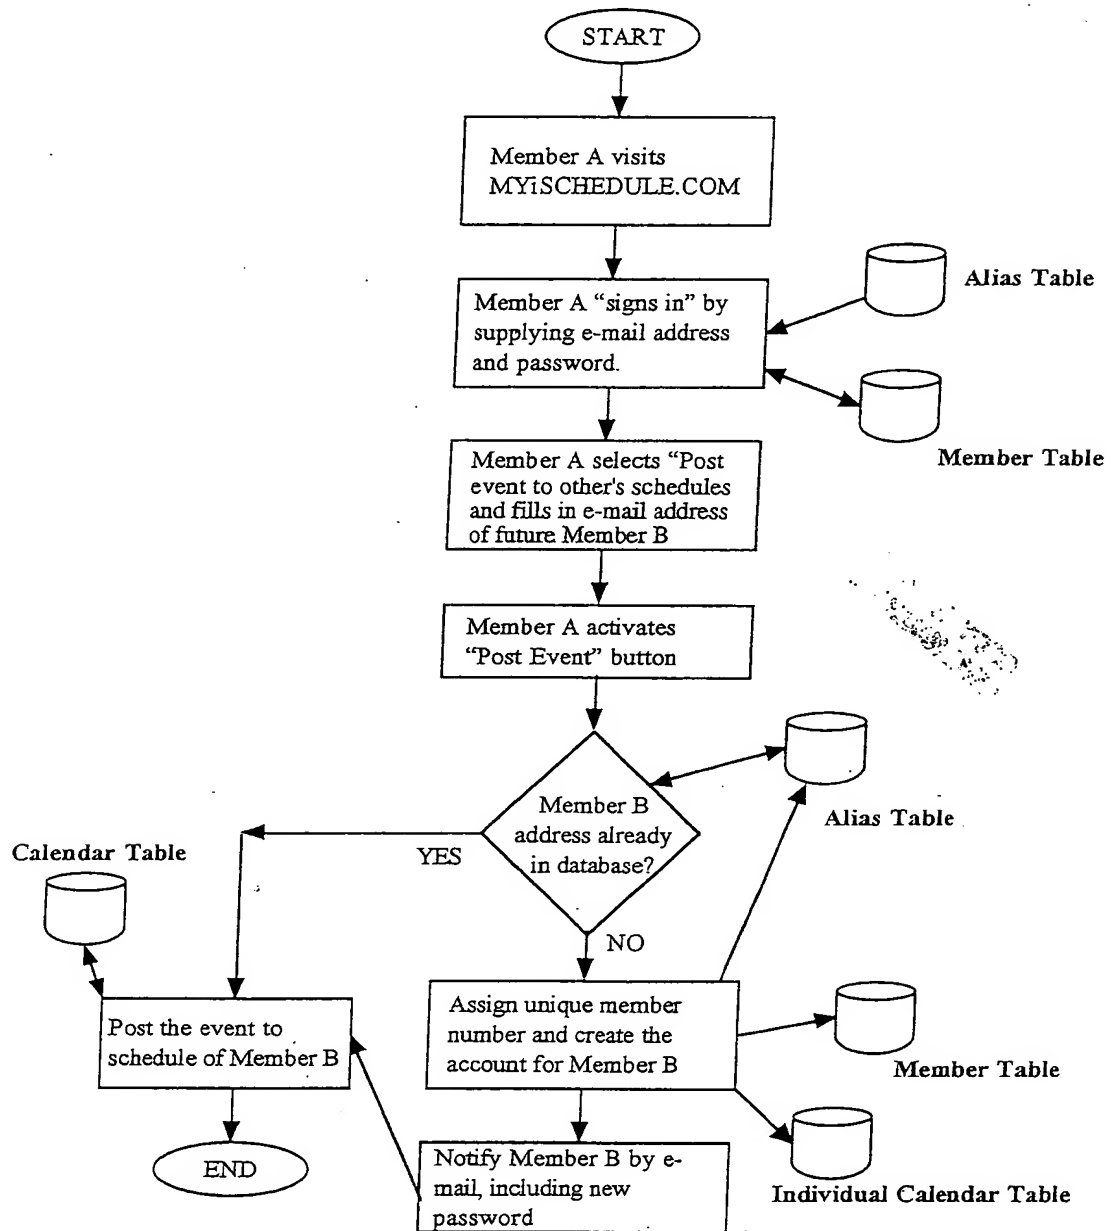 START
Member A visits
MYiSCHEDULE.COM
Alias Table
Member A “signs in” by
supplying e-mail address
and password.
Member Table
Member A selects “Post
event to other's schedules
and fills in e-mail address
of future Member B
Member A activates
“Post Event” button
Member B
address already
in database?
Alias Table
YES
Calendar Table
NO
Post the event to
schedule of Member B
Assign unique member
number and create the
account for Member B
Member Table
END
Notify Member B by e-
mail, including new
password
Individual Calendar Table